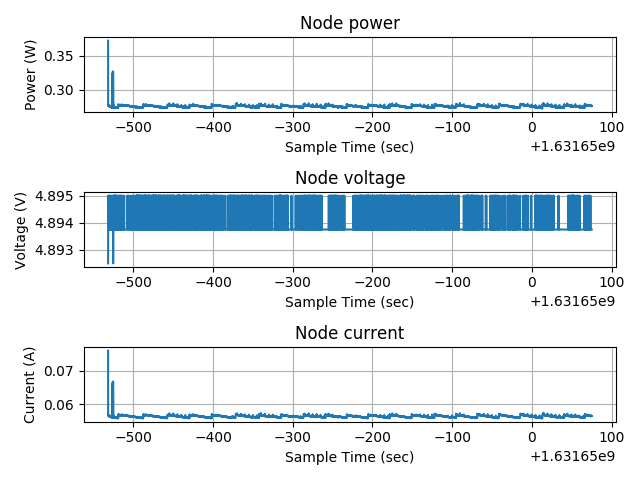 Node power
0.35
0.30
Power (W)
−500 −400 −300 −200 −100 0 100
Sample Time (sec)
+1.63165e9
Node voltage
4.895
4.894
4.893
Voltage (V)
−500 −400 −300 −200 −100 0 100
Sample Time (sec)
+1.63165e9
Node current
0.07
0.06
Current (A)
−500 −400 −300 −200 −100 0 100
Sample Time (sec)
+1.63165e9